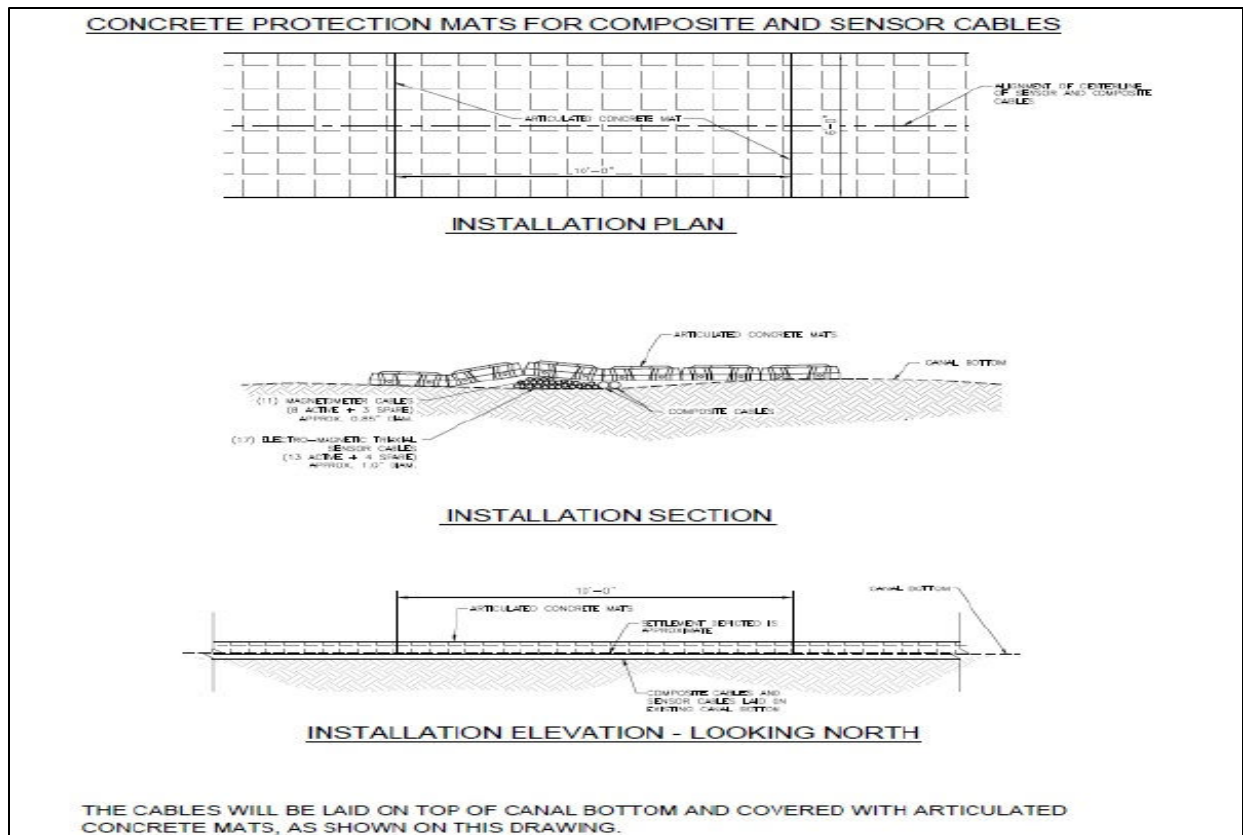 CONCRETE PROTECTION MATS FOR COMPOSITE AND SENSOR CABLES
ALIGNMENT OF CENTERLINE
OF SENSOR AND COMPOSITE
CABLES
ARTICULATED CONCRETE MAT
10'-0"
INSTALLATION PLAN
ARTICULATED CONCRETE MATS
CANAL BOTTOM
(11) MAGNETOMETER CABLES
(8 ACTIVE + 3 SPARE)
APPROX. 0.85" DIAM.
COMPOSITE CABLES
(17) ELECTRO-MAGNETIC TRIAXIAL
SENSOR CABLES
(13 ACTIVE + 4 SPARE)
APPROX. 1.0" DIAM.
INSTALLATION SECTION
10'-0"
CANAL BOTTOM
ARTICULATED CONCRETE MATS
SETTLEMENT DEPICTED IS
APPROXIMATE
COMPOSITE CABLES AND
SENSOR CABLES LAID ON
EXISTING CANAL BOTTOM
INSTALLATION ELEVATION - LOOKING NORTH
THE CABLES WILL BE LAID ON TOP OF CANAL BOTTOM AND COVERED WITH ARTICULATED
CONCRETE MATS, AS SHOWN ON THIS DRAWING.